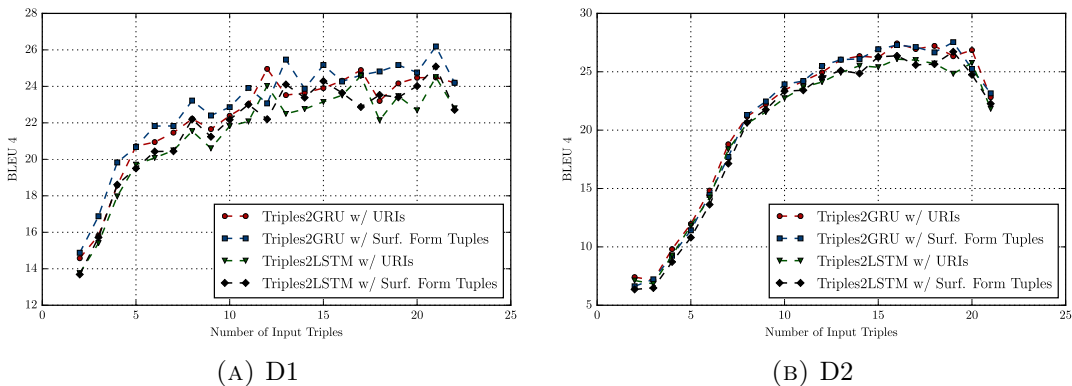 28
26
24
22
20
18
16
14
12
BLEU 4
0 5 10 15 20 25
Number of Input Triples
Triples2GRU w/ URIs
Triples2GRU w/ Surf. Form Tuples
Triples2LSTM w/ URIs
Triples2LSTM w/ Surf. Form Tuples
(A) D1
30
25
20
15
10
5
BLEU 4
0 5 10 15 20 25
Number of Input Triples
Triples2GRU w/ URIs
Triples2GRU w/ Surf. Form Tuples
Triples2LSTM w/ URIs
Triples2LSTM w/ Surf. Form Tuples
(B) D2